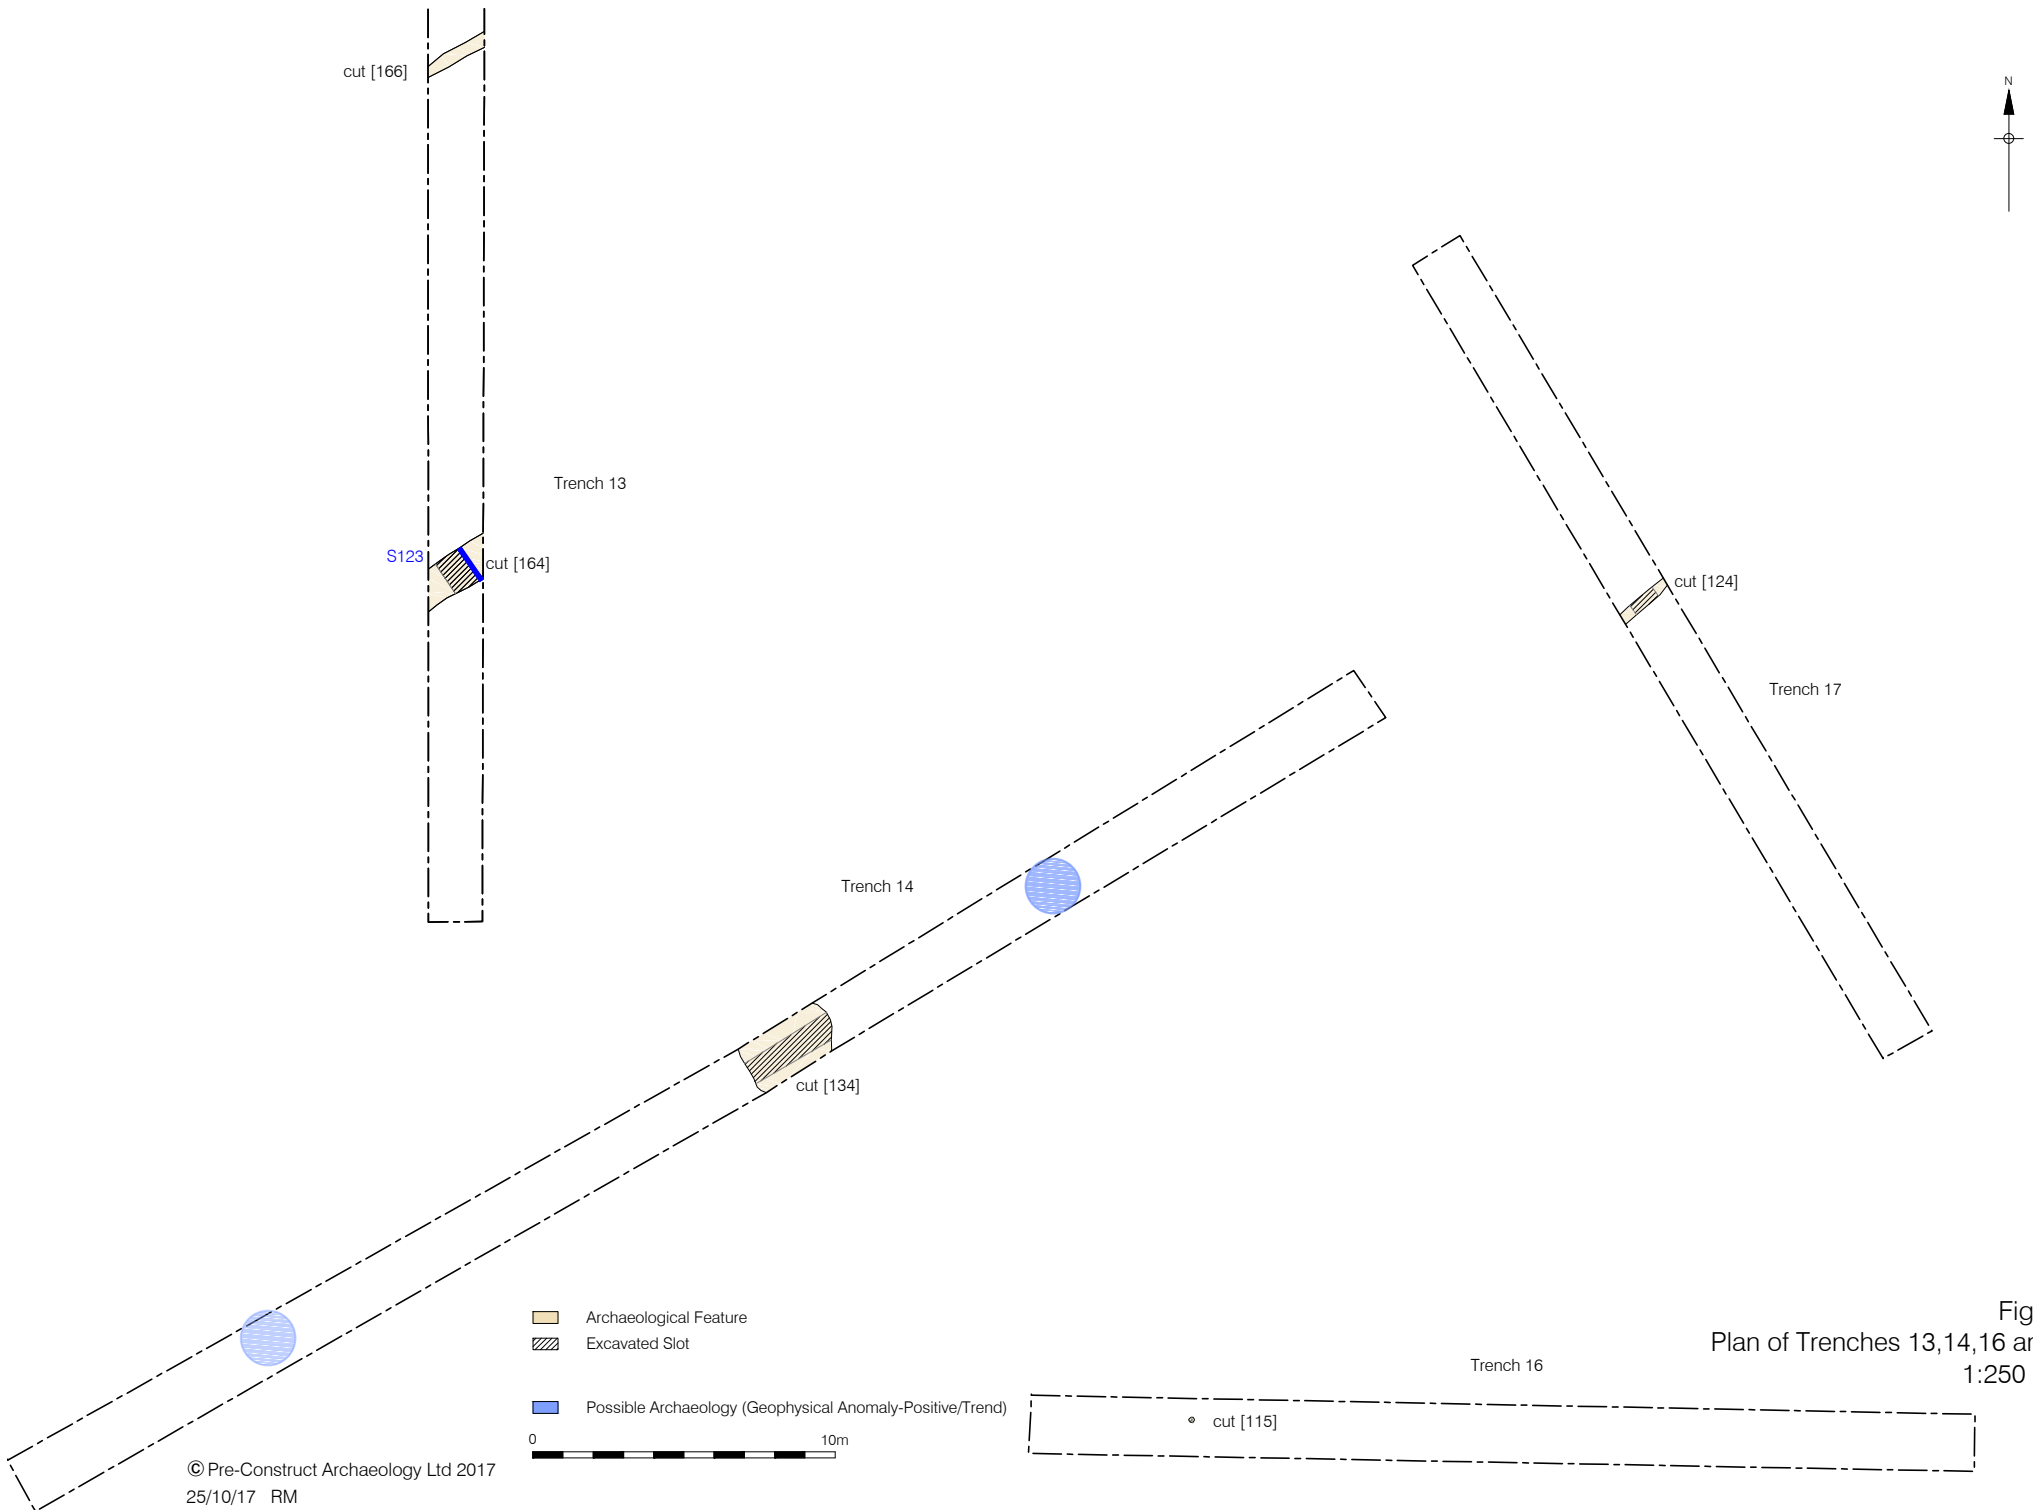 cut [166]
N
Trench 13
S123
cut [164]
cut [124]
Trench 17
Trench 14
cut [134]
Archaeological Feature
Excavated Slot
Possible Archaeology (Geophysical Anomaly-Positive/Trend)
0 10m
© Pre-Construct Archaeology Ltd 2017
25/10/17 RM
Fig
Plan of Trenches 13,14,16
1:250
Trench 16
cut [115]